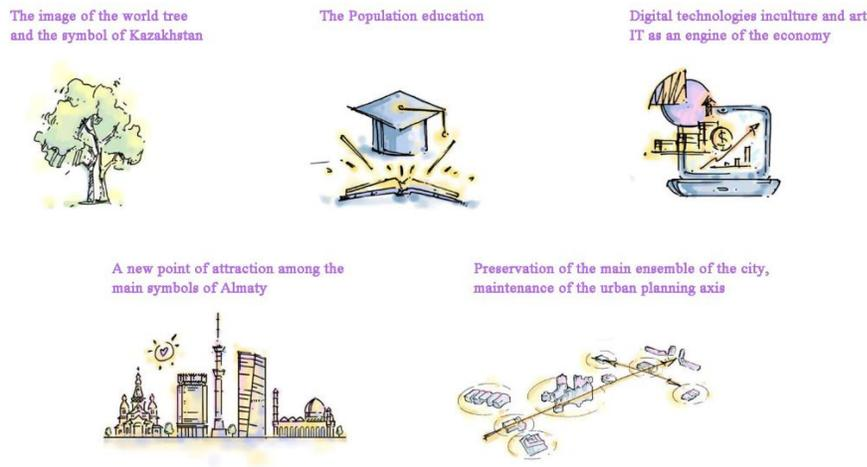 The image of the world tree
and the symbol of Kazakhstan
The Population education
Digital technologies inculture and art
IT as an engine of the economy
A new point of attraction among the
main symbols of Almaty
Preservation of the main ensemble of the city,
maintenance of the urban planning axis
$